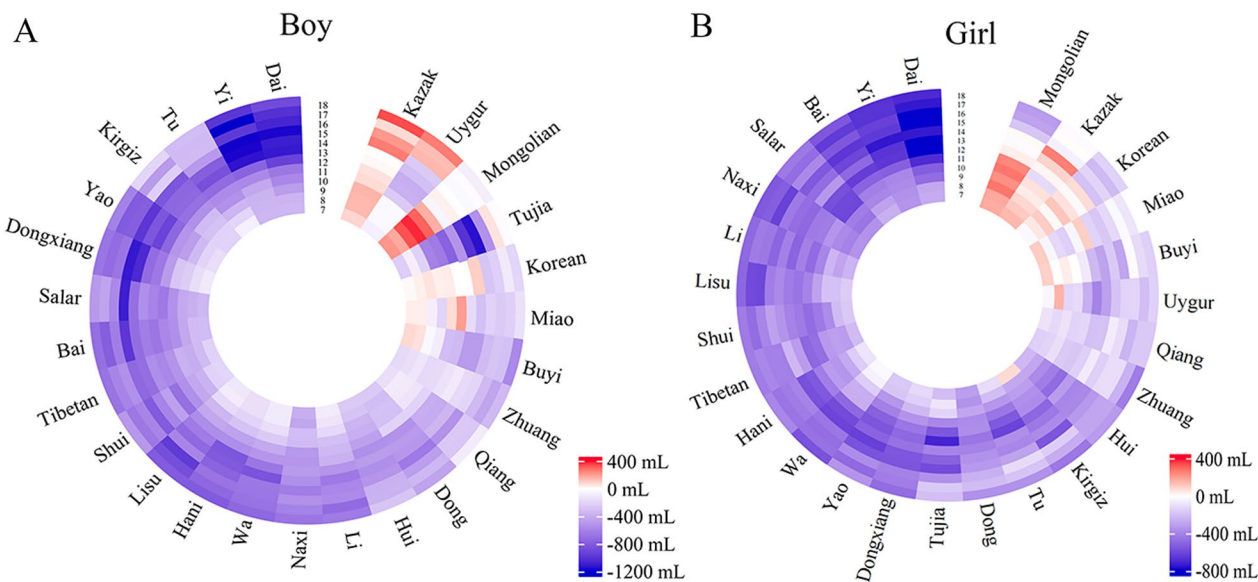 A
Boy
Kazak
Uygur
Mongolian
Tujia
Korean
Miao
Buyi
Zhuang
Qiang
Dong
Hui
Li
Naxi
Wa
Hani
Lisu
Shui
Tibetan
Bai
Salar
Dongxiang
Yao
Kirgiz
Tu
Yi
Dai
18
17
16
15
14
13
12
11
10
9
8
7
400 mL
0 mL
-400 mL
-800 mL
-1200 mL
B
Girl
Mongolian
Kazak
Korean
Miao
Buyi
Uygur
Qiang
Zhuang
Hui
Kirgiz
Tu
Dong
Tujia
Dongxiang
Yao
Wa
Hani
Tibetan
Shui
Lisu
Li
Naxi
Salar
Bai
Yi
Dai
18
17
16
15
14
13
12
11
10
9
8
7
400 mL
0 mL
-400 mL
-800 mL